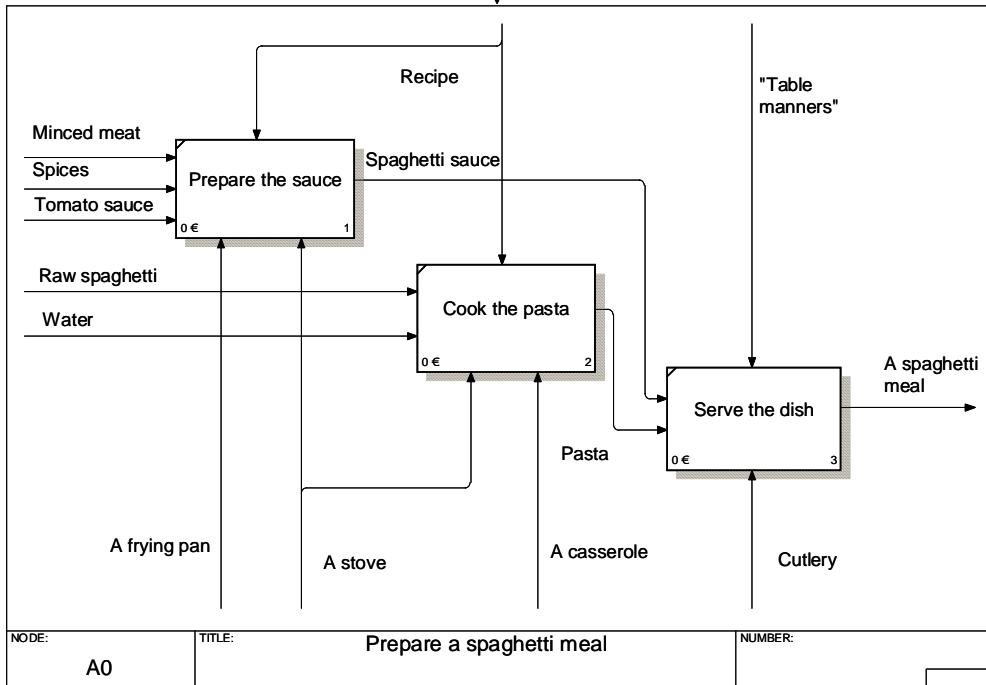 Recipe
"Table
manners"
Minced meat
Spices
Tomato sauce
Prepare the sauce
0 €
1
Spaghetti sauce
Raw spaghetti
Water
Cook the pasta
0 €
2
A spaghetti
meal
Serve the dish
0 €
3
Pasta
A frying pan
A stove
A casserole
Cutlery
NODE:
A0
TITLE:
Prepare a spaghetti meal
NUMBER: